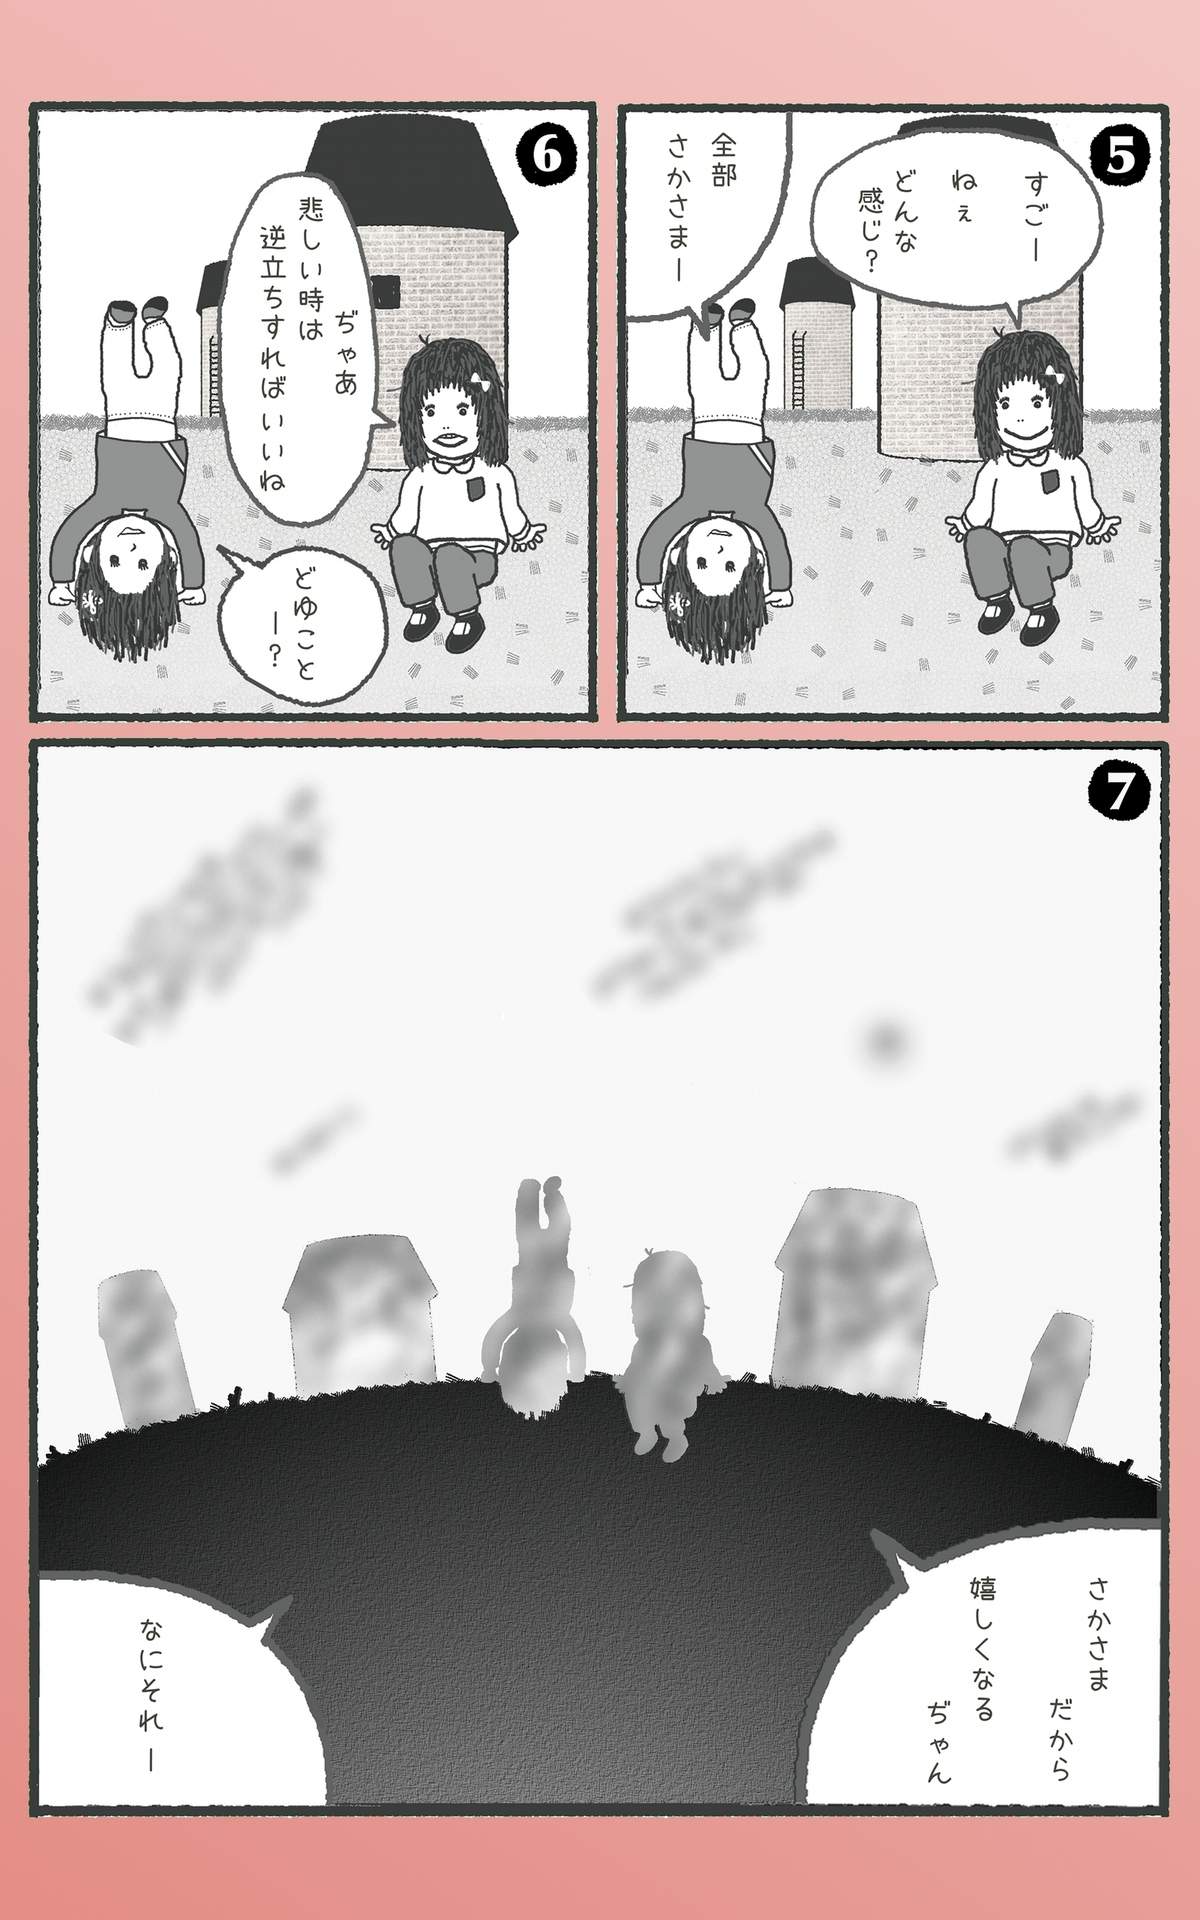 5
すごー
ねぇ
どんな
感じ？
全部
さかさまー
6
ぢゃあ
悲しい時は
逆立ちすればいいね
どゆこと
ー？
7
さかさま
だから
嬉しくなる
ぢゃん
なにそれー